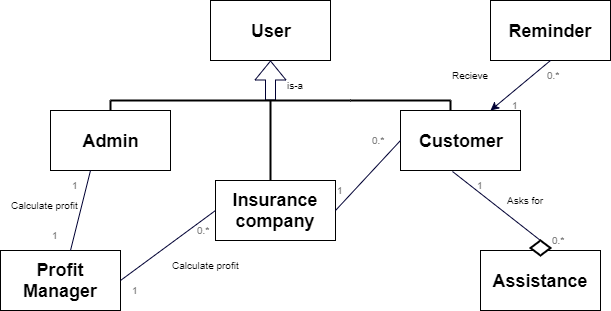 User
Reminder
is-a
Recieve
0.*
1
Admin
Customer
0.*
1
Calculate profit
1
Insurance
company
1
1
Asks for
0.*
0.*
Profit
Manager
Calculate profit
1
Assistance